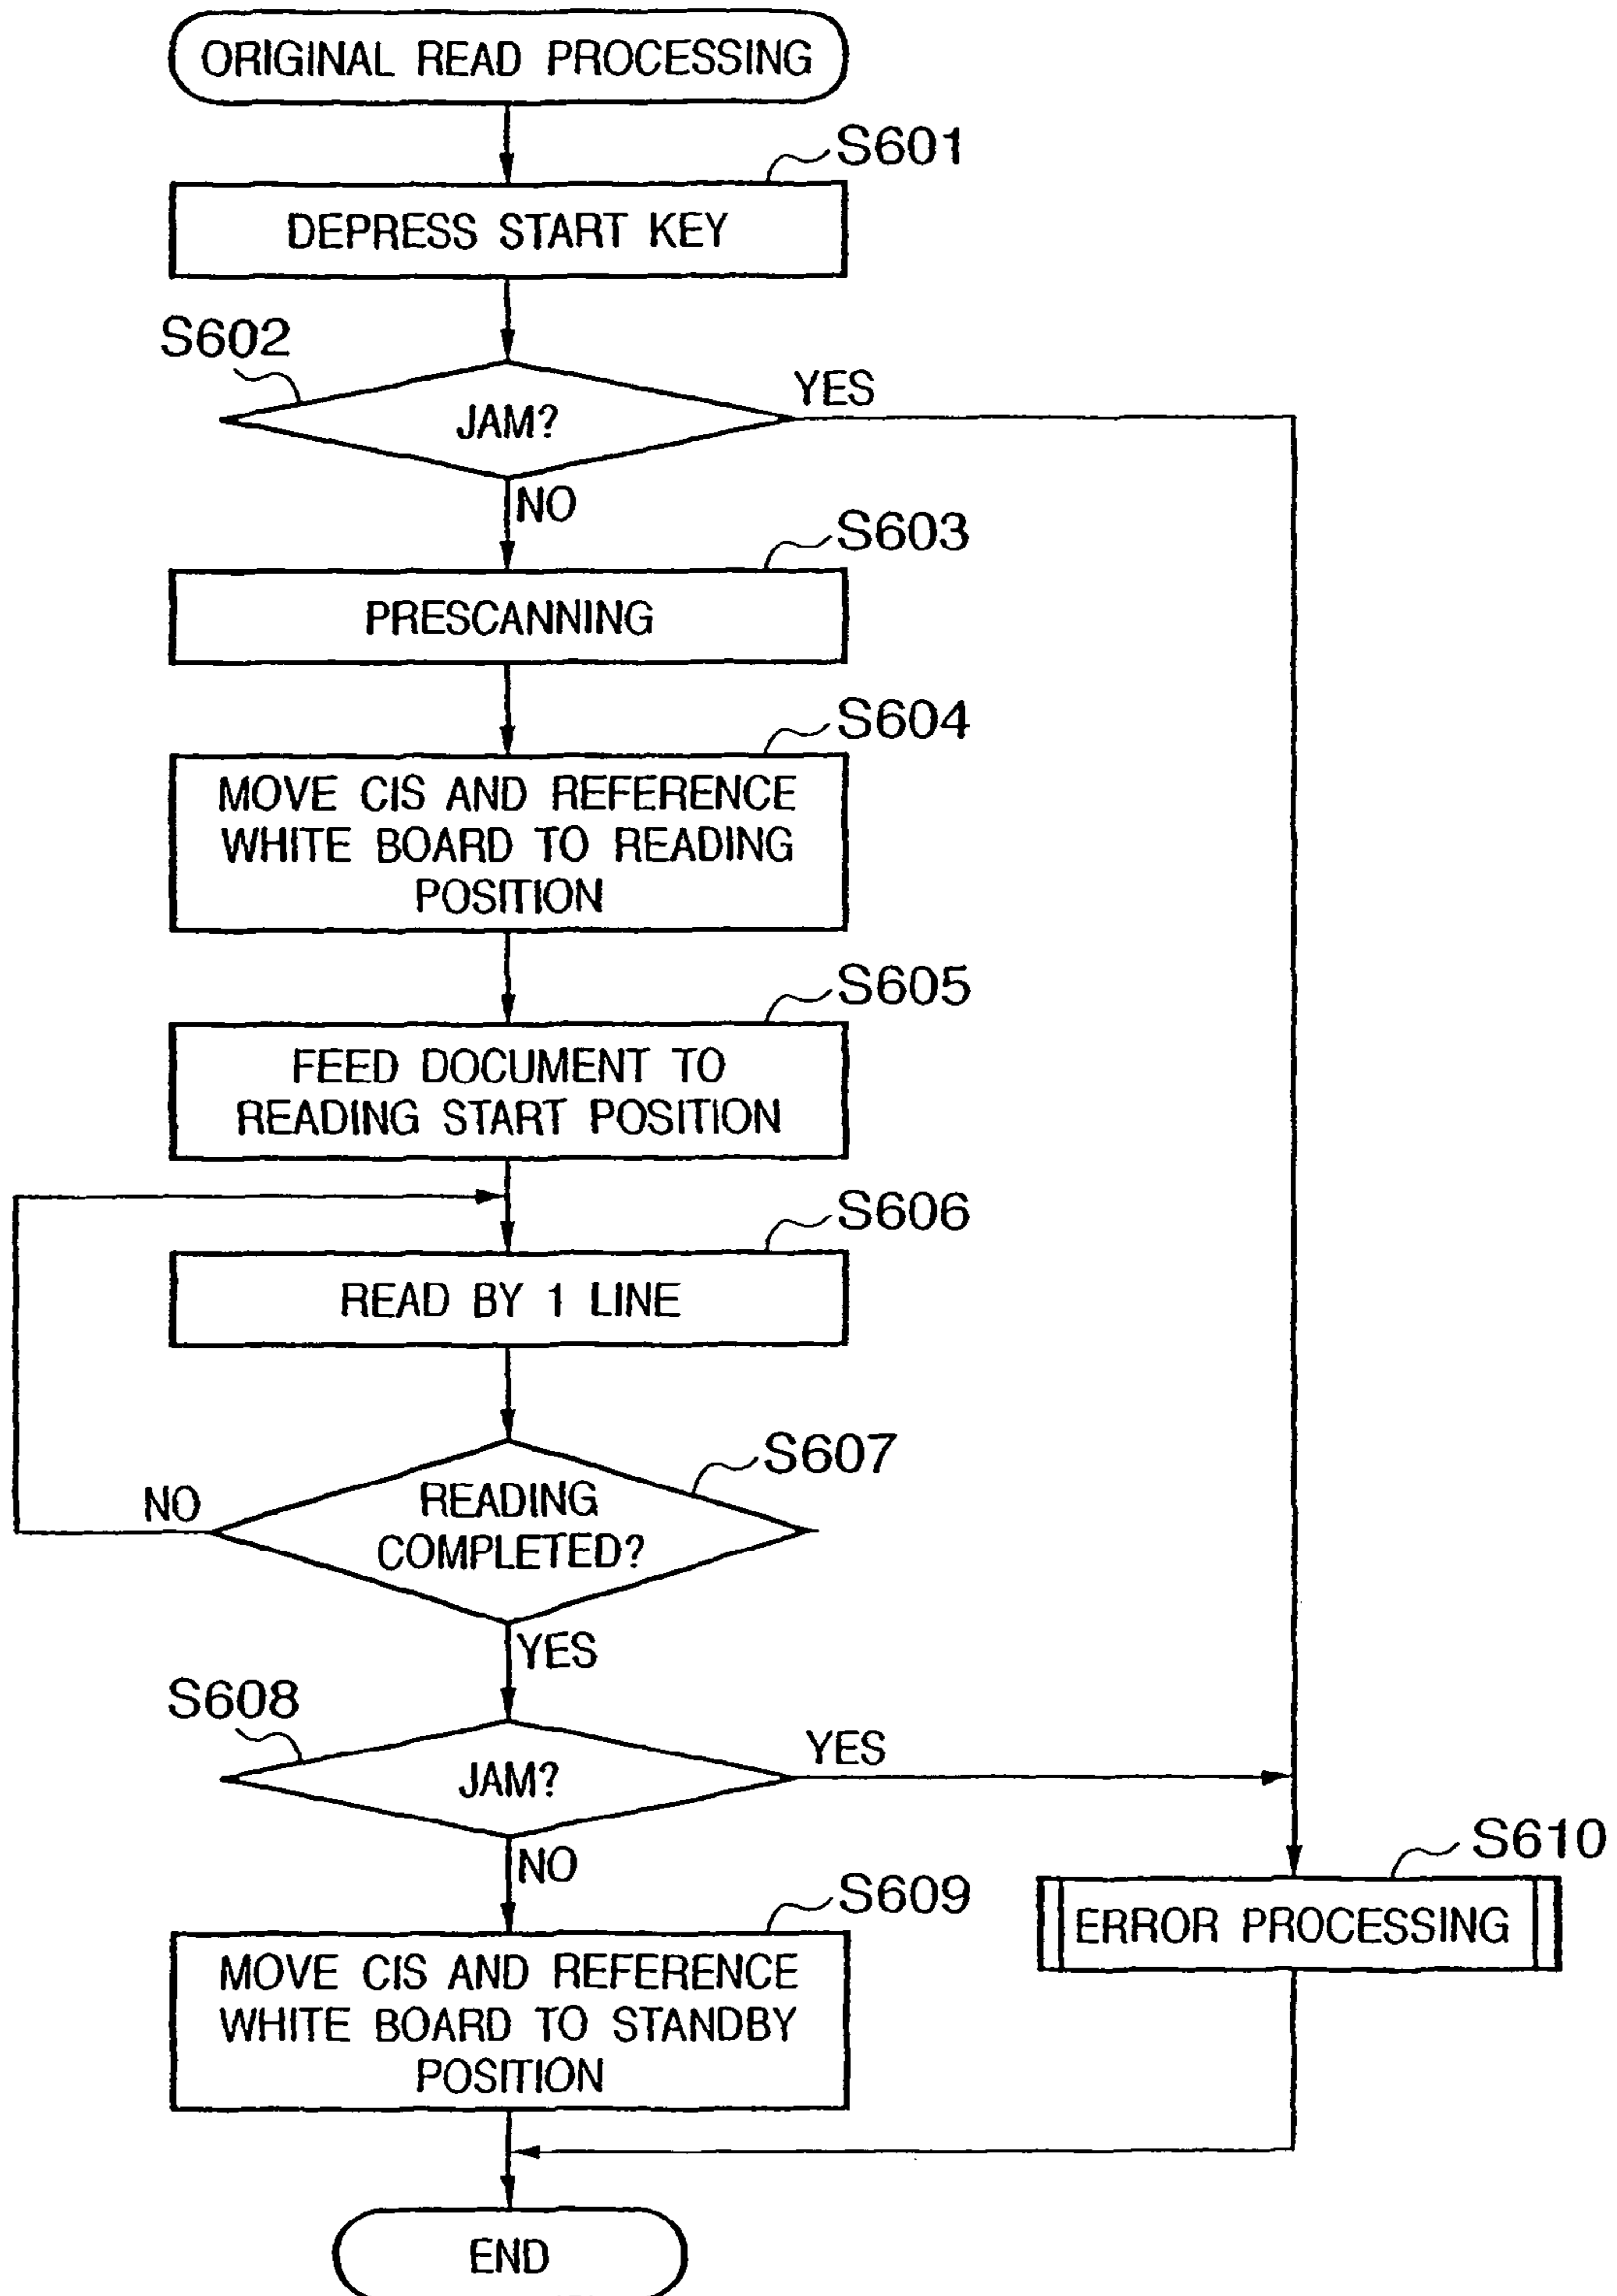 ORIGINAL READ PROCESSING
S601
DEPRESS START KEY
S602
JAM?
YES
NO
S603
PRESCANNING
S604
MOVE CIS AND REFERENCE
WHITE BOARD TO READING
POSITION
S605
FEED DOCUMENT TO
READING START POSITION
S606
READ BY 1 LINE
S607
READING
COMPLETED?
NO
YES
S608
JAM?
YES
NO
S609
MOVE CIS AND REFERENCE
WHITE BOARD TO STANDBY
POSITION
S610
ERROR PROCESSING
END